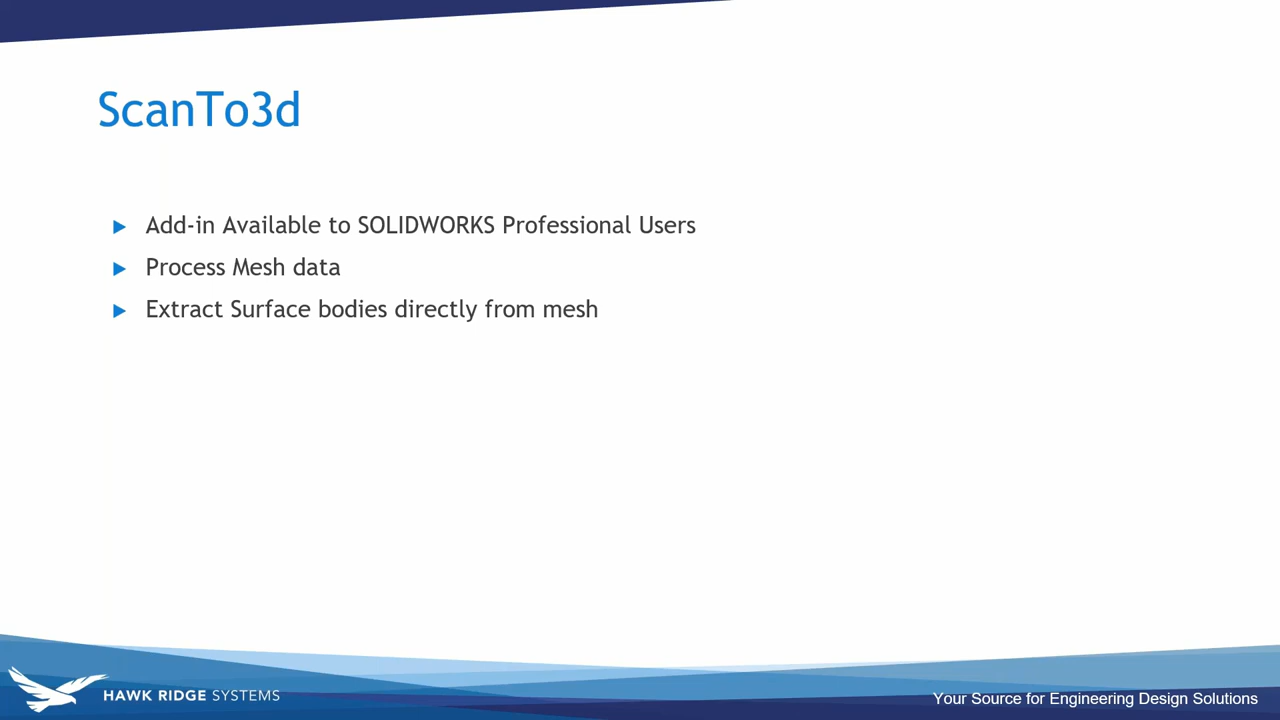 ScanTo3d
Add-in Available to SOLIDWORKS Professional Users
Process Mesh data
Extract Surface bodies directly from mesh
HAWK RIDGE SYSTEMS
Your Source for Engineering Design Solutions